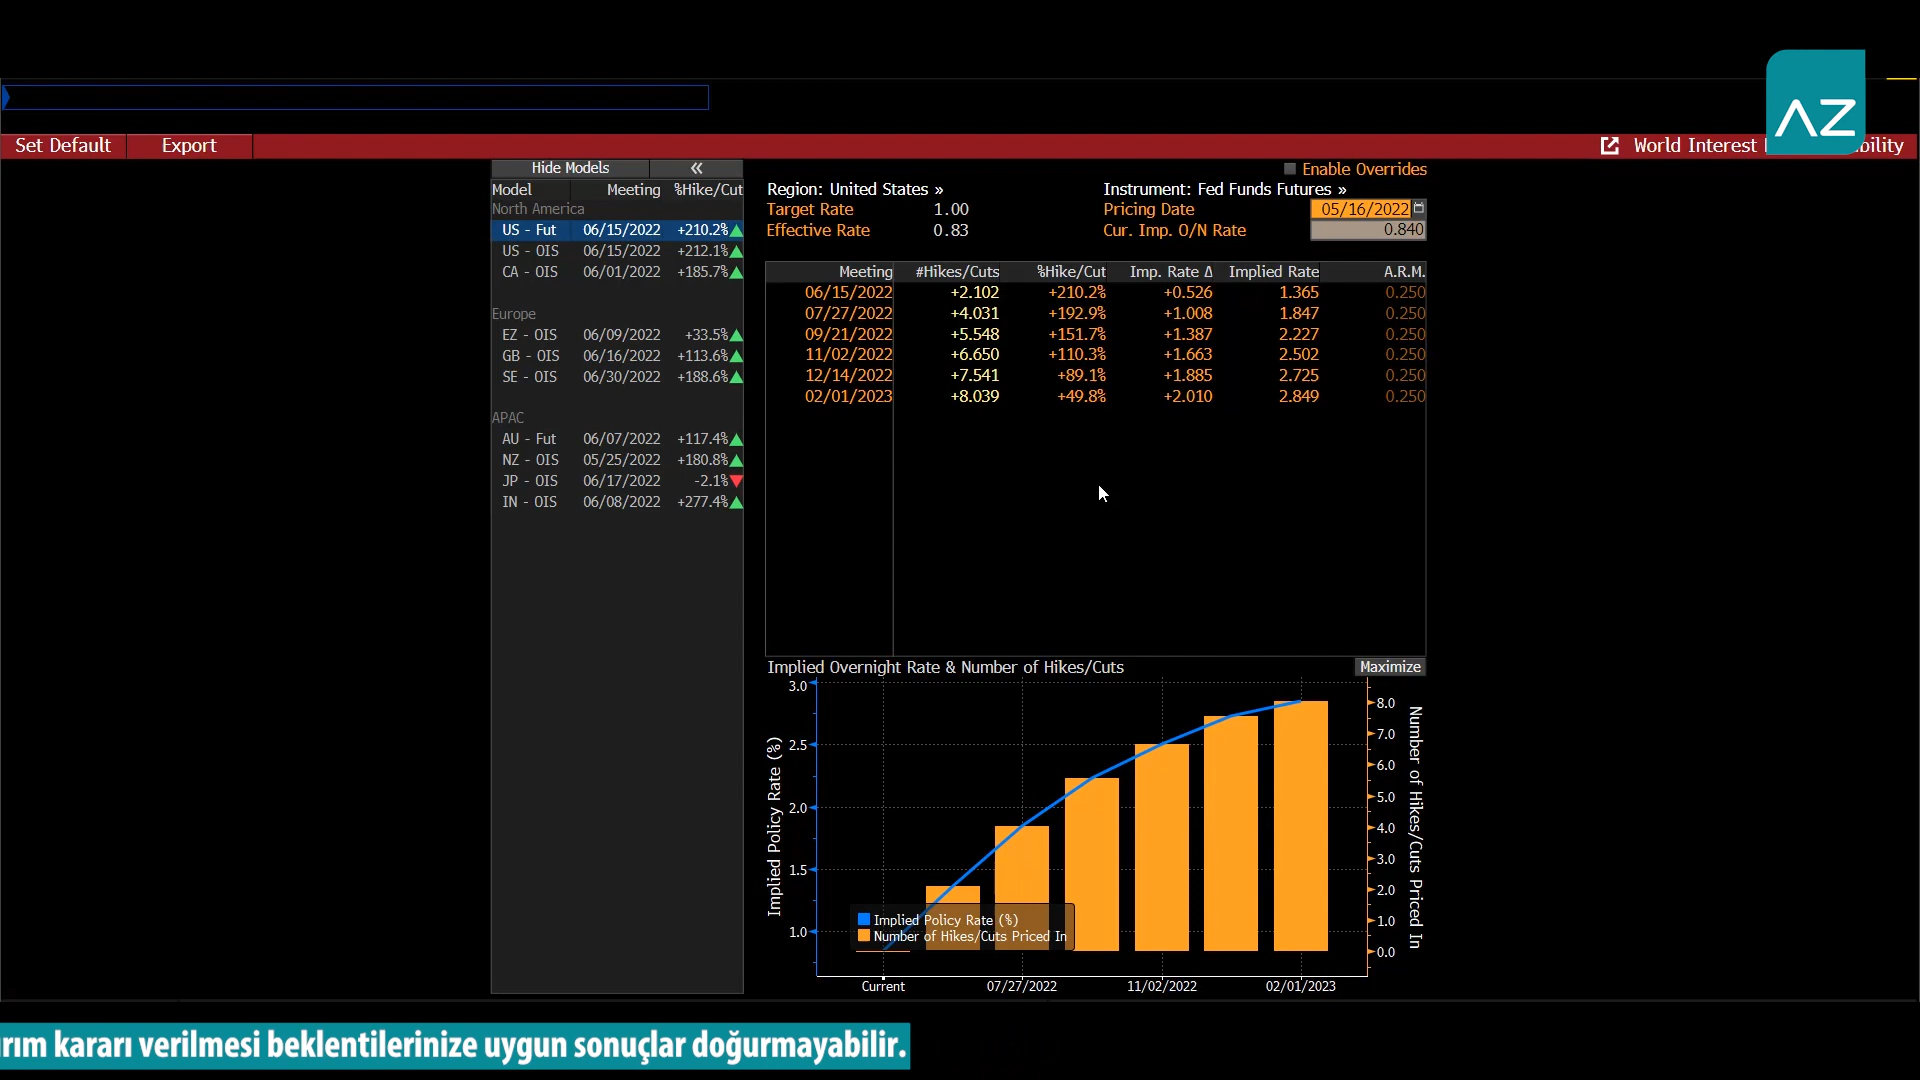 AZ
Set Default Export World Interest bility
Hide Models «
Model Meeting %Hike/Cut
North America
US - Fut 06/15/2022 +210.2%
US - OIS 06/15/2022 +212.1%
CA - OIS 06/01/2022 +185.7%
Europe
EZ - OIS 06/09/2022 +33.5%
GB - OIS 06/16/2022 +113.6%
SE - OIS 06/30/2022 +188.6%
APAC
AU - Fut 06/07/2022 +117.4%
NZ - OIS 05/25/2022 +180.8%
JP - OIS 06/17/2022 -2.1%
IN - OIS 06/08/2022 +277.4%
Enable Overrides
Region: United States » Instrument: Fed Funds Futures »
Target Rate 1.00 Pricing Date 05/16/2022
Effective Rate 0.83 Cur. Imp. O/N Rate 0.840
Meeting #Hikes/Cuts %Hike/Cut Imp. Rate Δ Implied Rate A.R.M.
06/15/2022 +2.102 +210.2% +0.526 1.365 0.250
07/27/2022 +4.031 +192.9% +1.008 1.847 0.250
09/21/2022 +5.548 +151.7% +1.387 2.227 0.250
11/02/2022 +6.650 +110.3% +1.663 2.502 0.250
12/14/2022 +7.541 +89.1% +1.885 2.725 0.250
02/01/2023 +8.039 +49.8% +2.010 2.849 0.250
Implied Overnight Rate & Number of Hikes/Cuts Maximize
Implied Policy Rate (%)
3.0
2.5
2.0
1.5
1.0
Implied Policy Rate (%)
Number of Hikes/Cuts Priced In
8.0
7.0
6.0
5.0
4.0
3.0
2.0
1.0
0.0
Number of Hikes/Cuts Priced In
Current 07/27/2022 11/02/2022 02/01/2023
ırım kararı verilmesi beklentilerinize uygun sonuçlar doğurmayabilir.